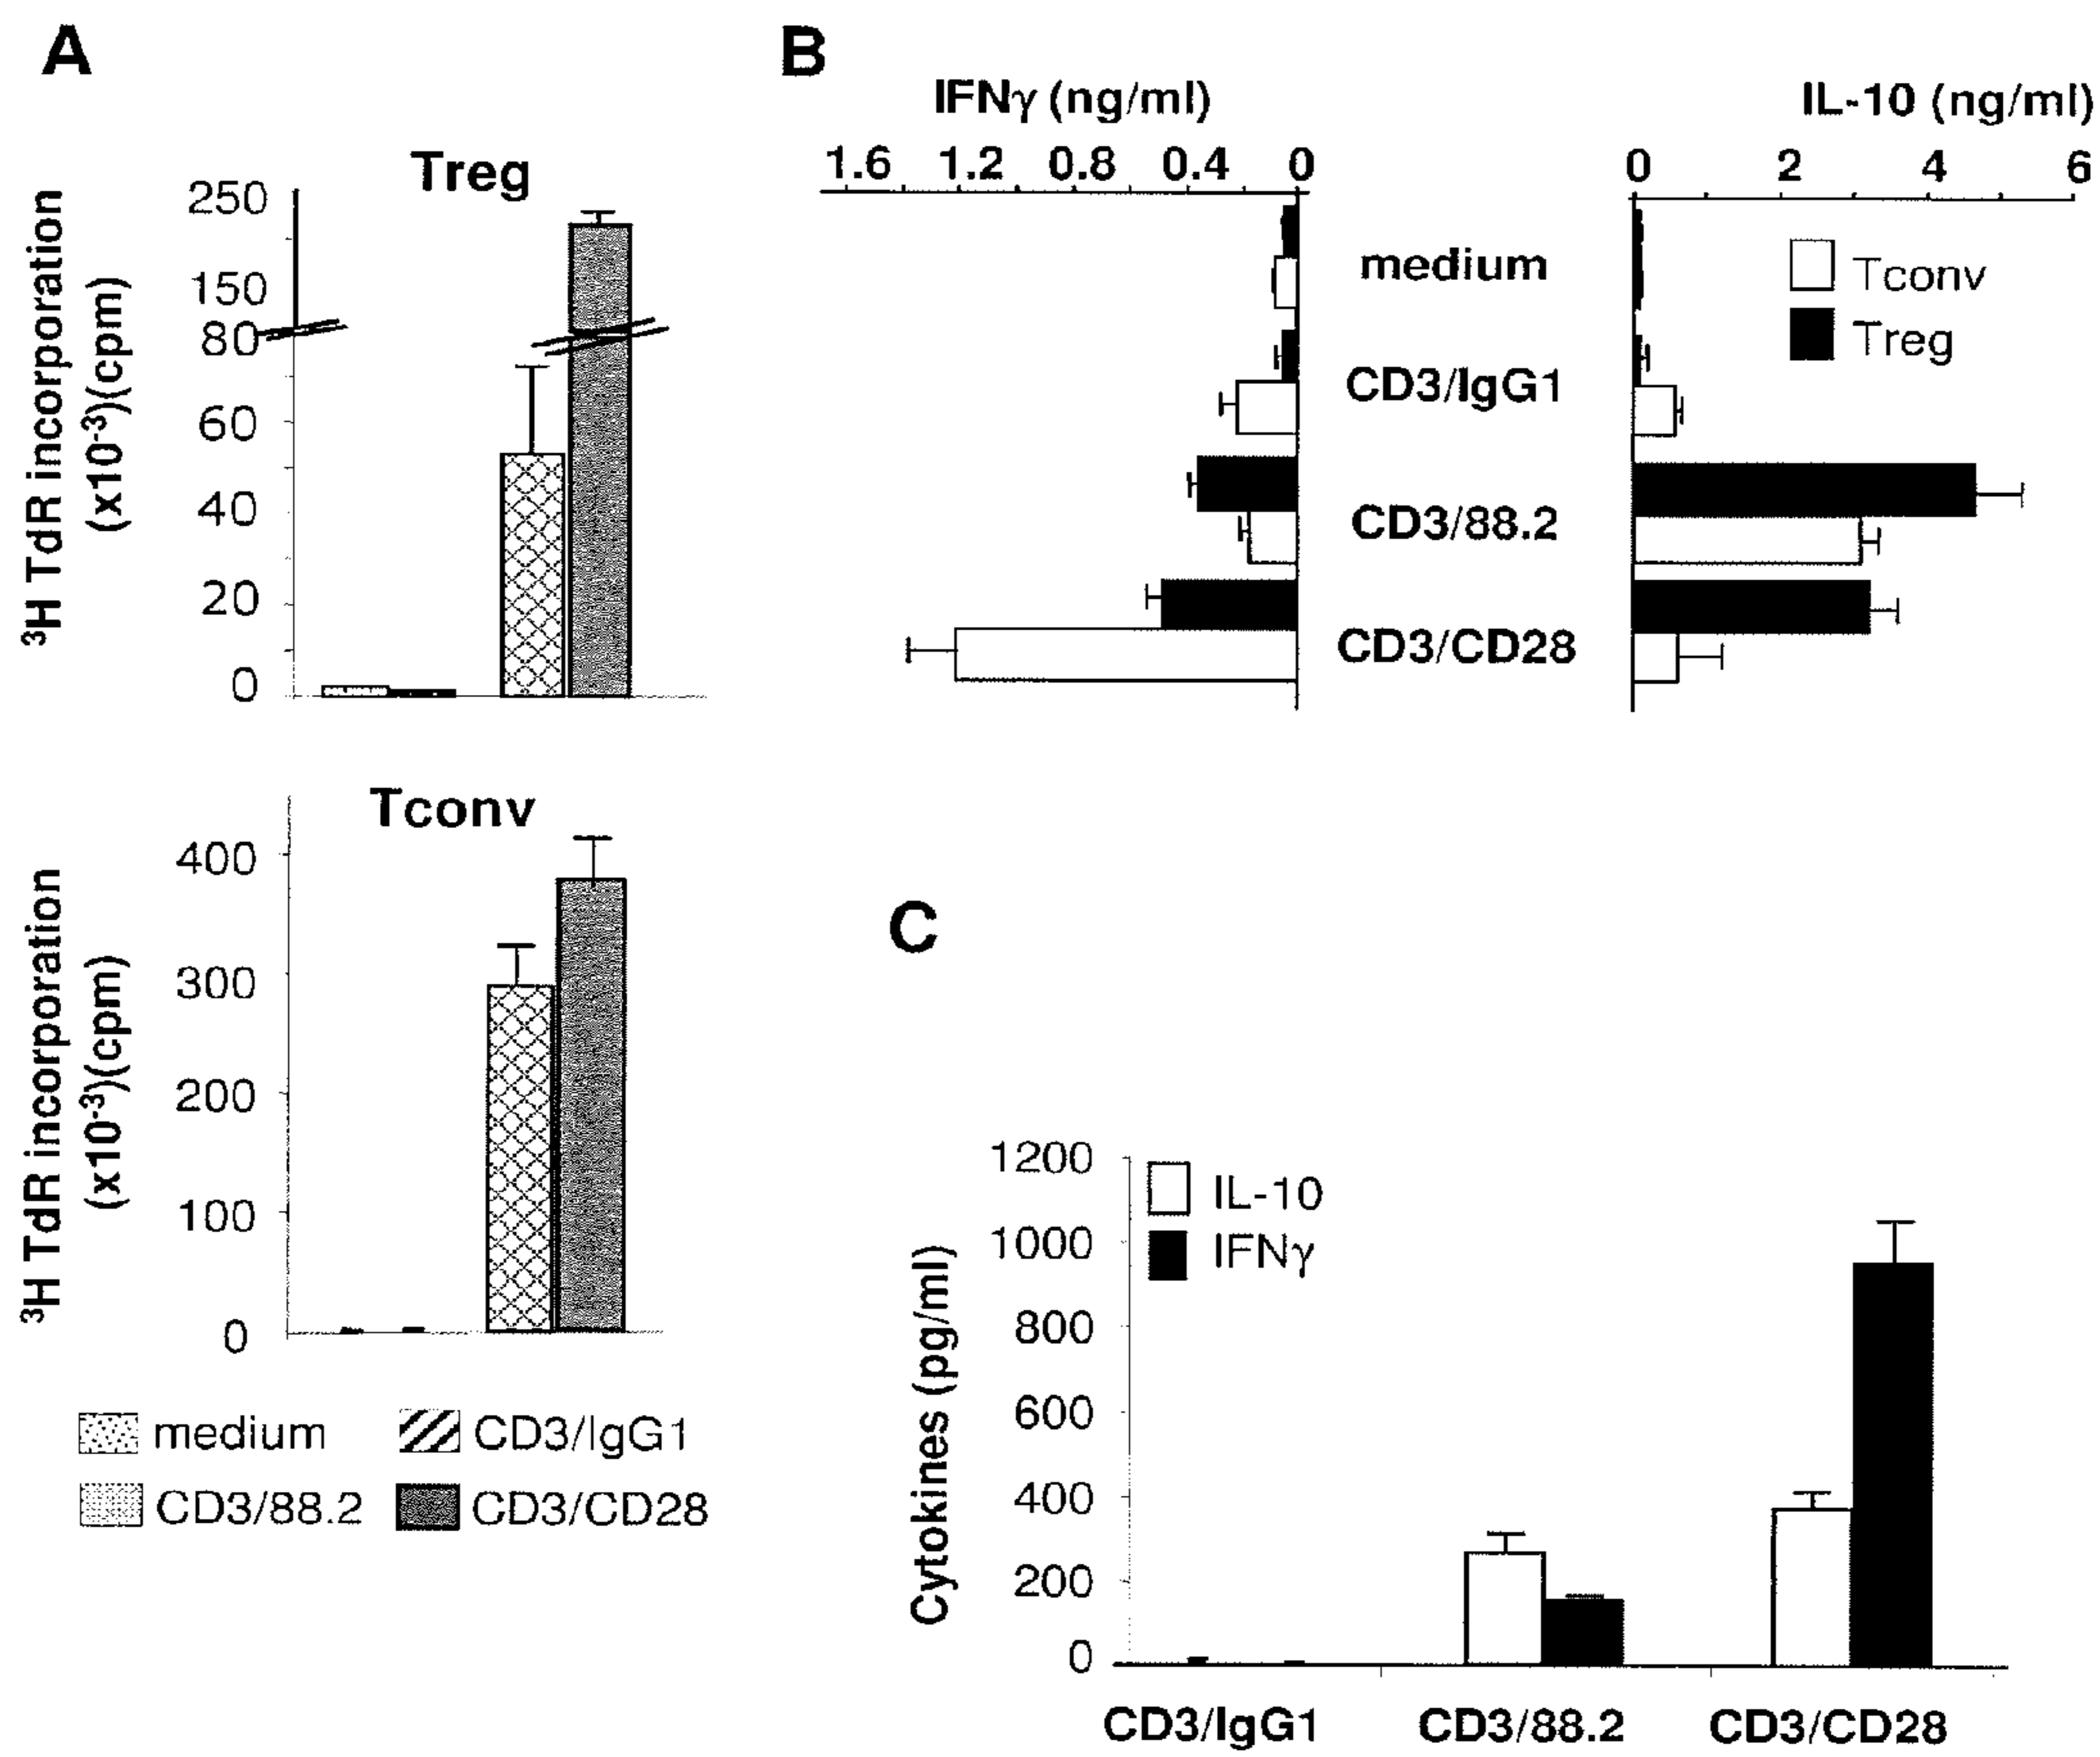 A
Treg
³H TdR incorporation
(x10⁻³)(cpm)
250
150
80
60
40
20
0
Tconv
³H TdR incorporation
(x10⁻³)(cpm)
400
300
200
100
0
medium
CD3/IgG1
CD3/88.2
CD3/CD28
B
IFNγ (ng/ml)
1.6 1.2 0.8 0.4 0
IL-10 (ng/ml)
0 2 4 6
medium
CD3/IgG1
CD3/88.2
CD3/CD28
Tconv
Treg
C
Cytokines (pg/ml)
1200
1000
800
600
400
200
0
IL-10
IFNγ
CD3/IgG1 CD3/88.2 CD3/CD28